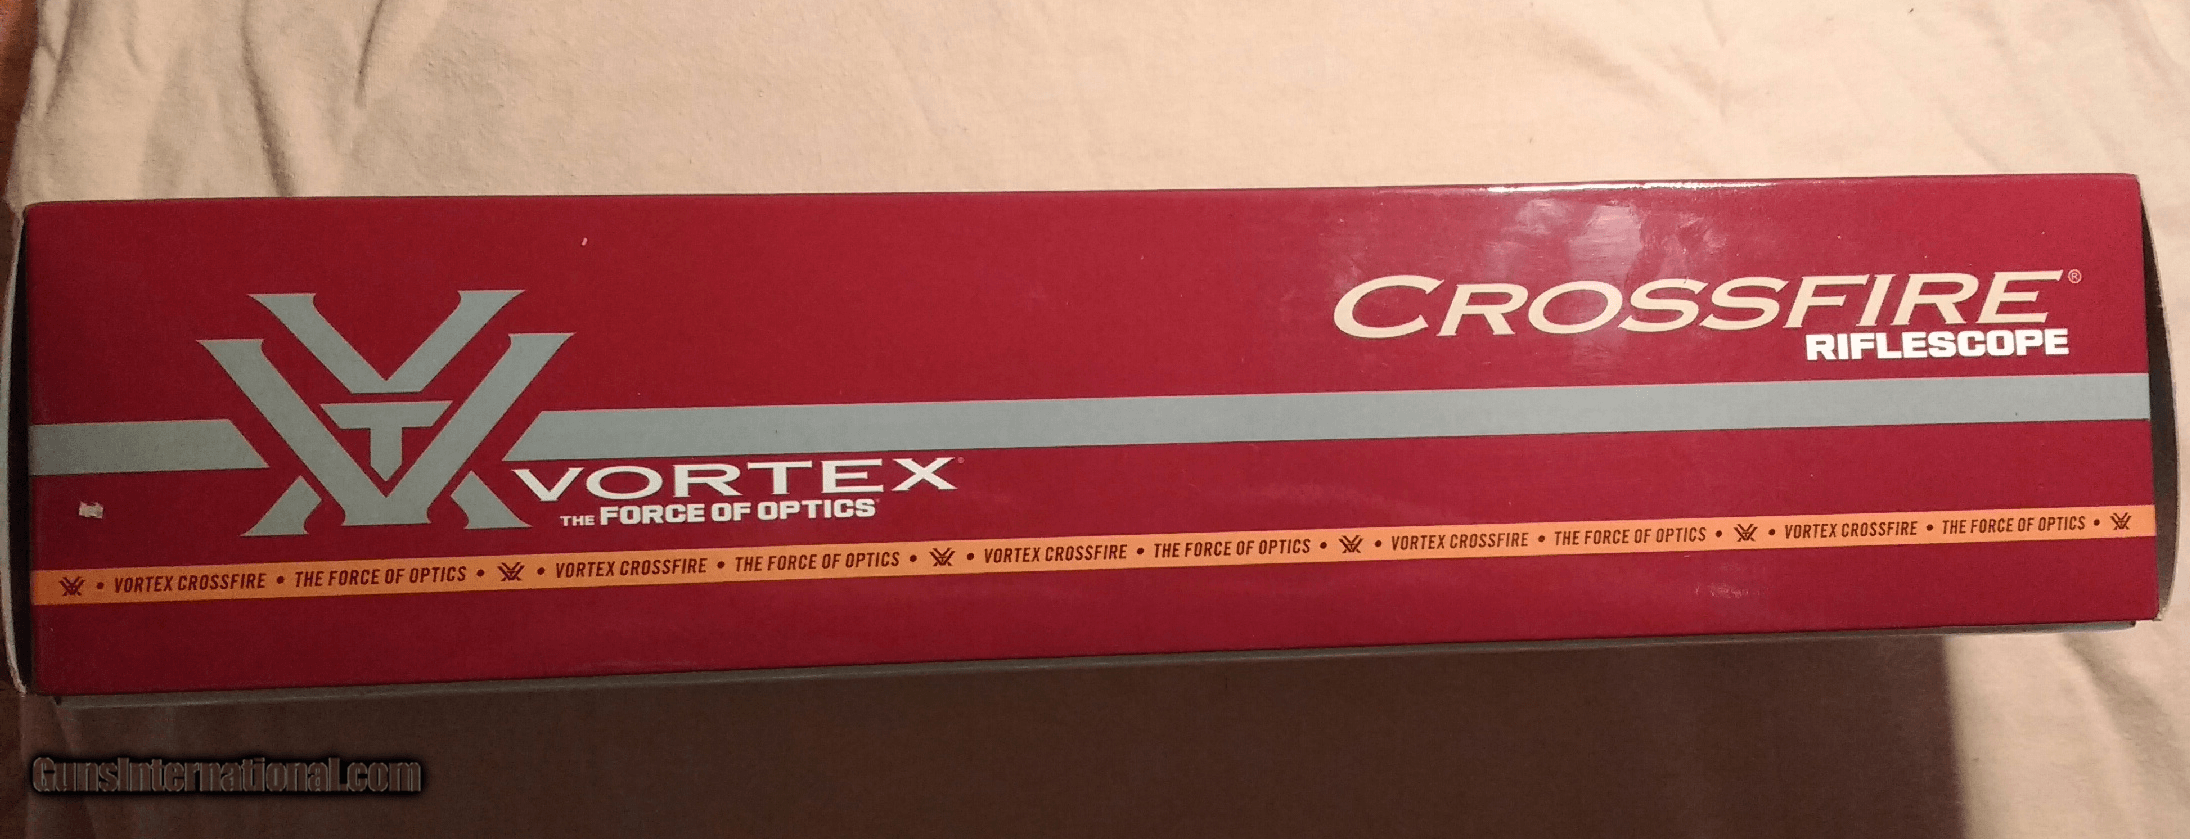 CROSSFIRE®
RIFLESCOPE
VORTEX®
THE FORCE OF OPTICS
• VORTEX CROSSFIRE • THE FORCE OF OPTICS • • VORTEX CROSSFIRE • THE FORCE OF OPTICS • • VORTEX CROSSFIRE • THE FORCE OF OPTICS • • VORTEX CROSSFIRE • THE FORCE OF OPTICS • • VORTEX CROSSFIRE • THE FORCE OF OPTICS •
GunsInternational.com